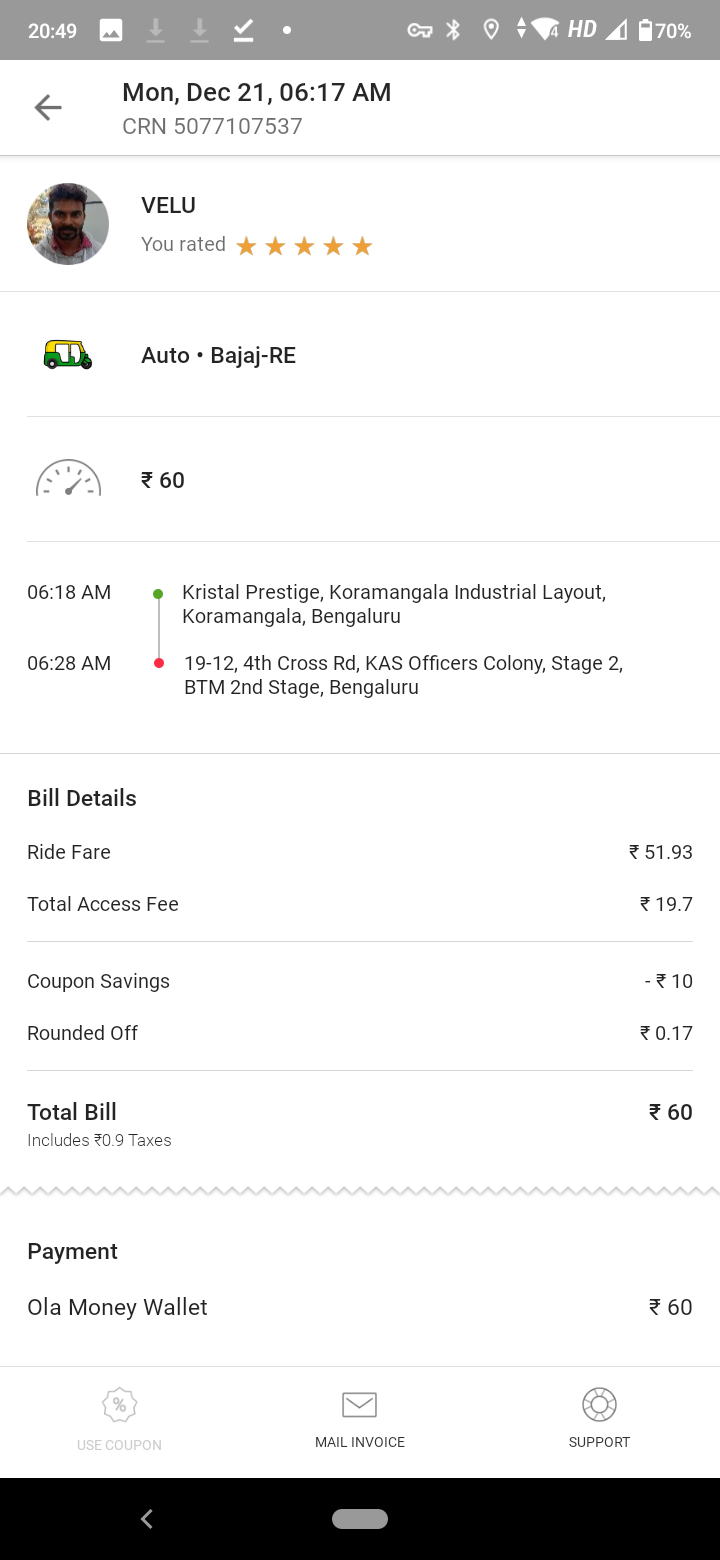 20:49
4
HD
70%
Mon, Dec 21, 06:17 AM
CRN 5077107537
VELU
You rated
Auto • Bajaj-RE
₹ 60
06:18 AM
Kristal Prestige, Koramangala Industrial Layout,
Koramangala, Bengaluru
06:28 AM
19-12, 4th Cross Rd, KAS Officers Colony, Stage 2,
BTM 2nd Stage, Bengaluru
Bill Details
Ride Fare ₹ 51.93
Total Access Fee ₹ 19.7
Coupon Savings - ₹ 10
Rounded Off ₹ 0.17
Total Bill ₹ 60
Includes ₹0.9 Taxes
Payment
Ola Money Wallet ₹ 60
%
USE COUPON
MAIL INVOICE
SUPPORT